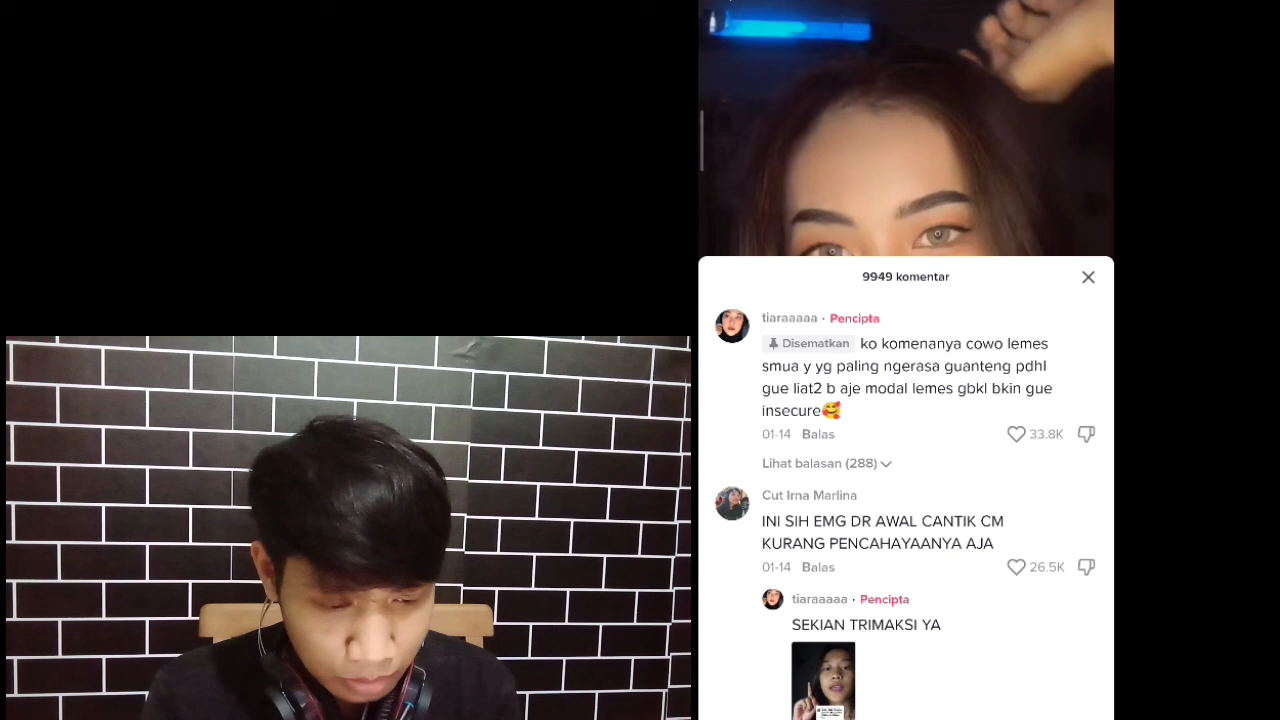 9949 komentar
tiaraaaaa · Pencipta
Disematkan ko komenanya cowo lemes
smua y yg paling ngerasa guanteng pdhl
gue liat2 b aje modal lemes gbkl bkin gue
insecure🥰
01-14 Balas 33.8K
Lihat balasan (288)
Cut Irna Marlina
INI SIH EMG DR AWAL CANTIK CM
KURANG PENCAHAYAANYA AJA
01-14 Balas 26.5K
tiaraaaaa · Pencipta
SEKIAN TRIMAKSI YA